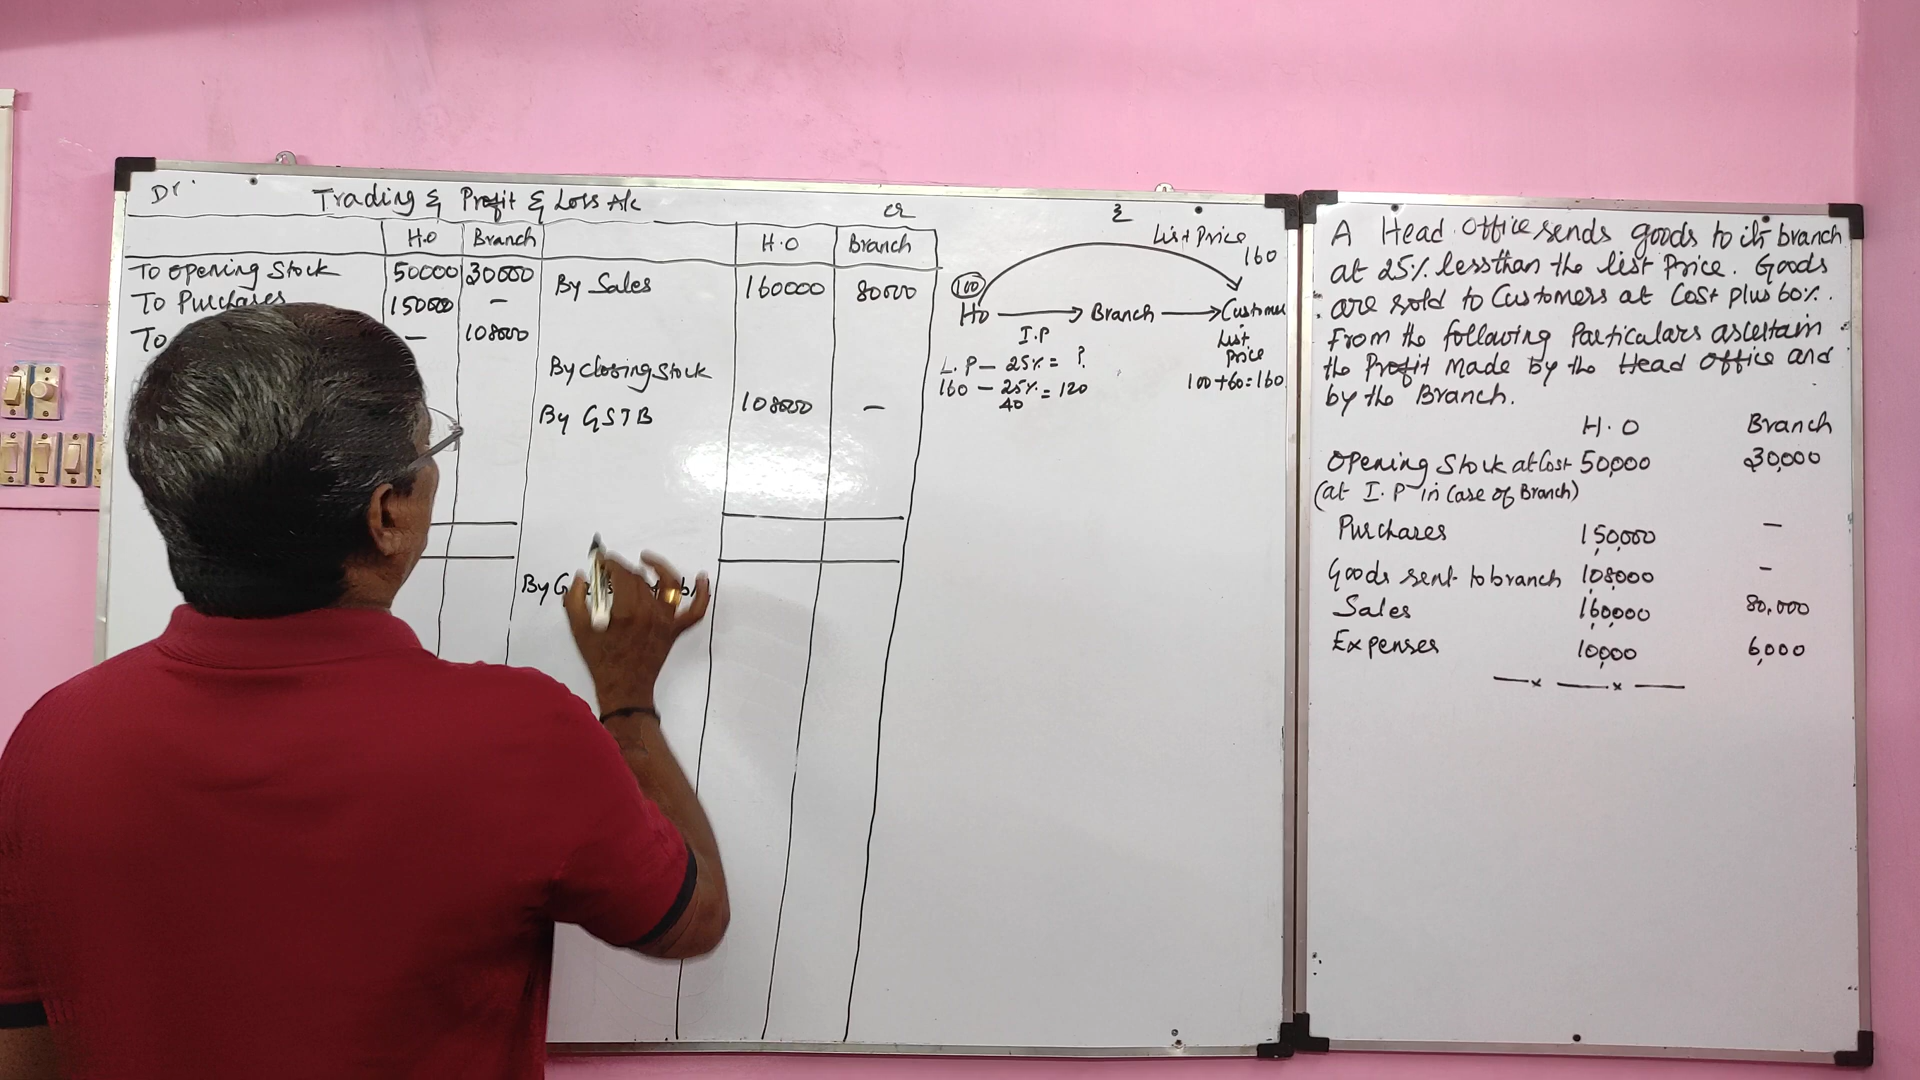 Dr.
Trading & Profit & Loss A/c
cr
H.O Branch H.O Branch
To Opening Stock 50000 30000 By Sales 160000 80000
To Purchases 150000 —
To — 108000
By closing Stock
By GSTB 108000 —
By
List Price
160
100
Ho Branch Customer
I.P
List
Price
L.P — 25% = ?
160 — 25% = 120
40
100+60=160
A Head Office sends goods to its branch
at 25% less than the list Price. Goods
are sold to Customers at Cost plus 60%.
From the following Particulars ascertain
the Profit Made by the Head Office and
by the Branch.
H.O Branch
Opening Stock at Cost 50,000 30,000
(at I.P in Case of Branch)
Purchases 150,000 —
Goods sent to branch 108,000 —
Sales 160,000 80,000
Expenses 10,000 6,000